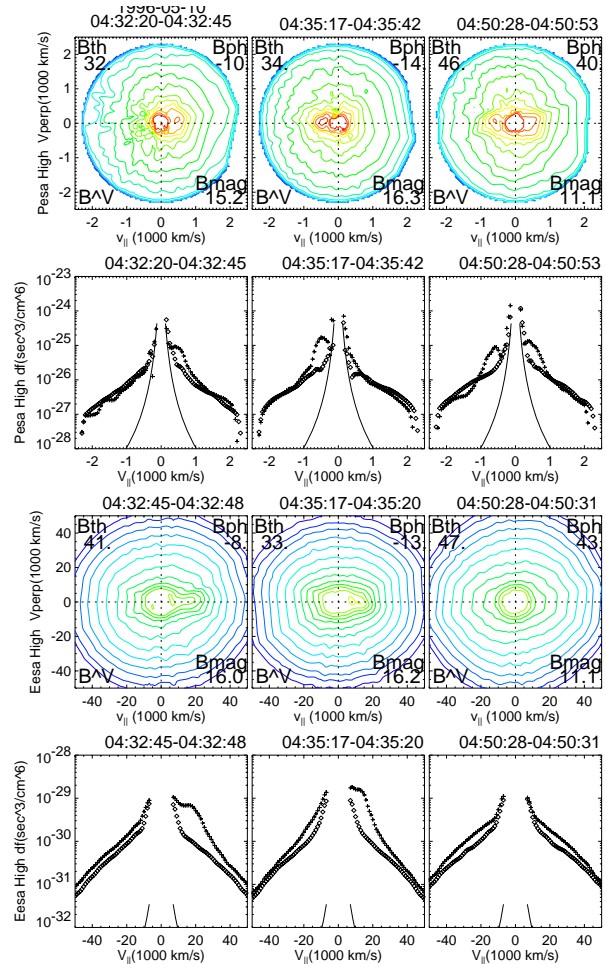 1996-05-10
04:32:20-04:32:45 04:35:17-04:35:42 04:50:28-04:50:53
Pesa High Vperp(1000 km/s)
2
1
0
-1
-2
Bth Bph Bth Bph Bth Bph
32. -10. 34. -14. 46. 40.
Bmag Bmag Bmag
B^V 15.2 B^V 16.3 B^V 11.1
-2 -1 0 1 2 -2 -1 0 1 2 -2 -1 0 1 2
v|| (1000 km/s) v|| (1000 km/s) v|| (1000 km/s)
04:32:20-04:32:45 04:35:17-04:35:42 04:50:28-04:50:53
Pesa High df(sec^3/cm^6)
10^-23
10^-24
10^-25
10^-26
10^-27
10^-28
-2 -1 0 1 2 -2 -1 0 1 2 -2 -1 0 1 2
V||(1000 km/s) V||(1000 km/s) V||(1000 km/s)
04:32:45-04:32:48 04:35:17-04:35:20 04:50:28-04:50:31
Eesa High Vperp(1000 km/s)
40
20
0
-20
-40
Bth Bph Bth Bph Bth Bph
41. -8. 33. -13. 47. 43.
Bmag Bmag Bmag
B^V 16.0 B^V 16.2 B^V 11.1
-40 -20 0 20 40 -40 -20 0 20 40 -40 -20 0 20 40
v|| (1000 km/s) v|| (1000 km/s) v|| (1000 km/s)
04:32:45-04:32:48 04:35:17-04:35:20 04:50:28-04:50:31
Eesa High df(sec^3/cm^6)
10^-28
10^-29
10^-30
10^-31
10^-32
-40 -20 0 20 40 -40 -20 0 20 40 -40 -20 0 20 40
V||(1000 km/s) V||(1000 km/s) V||(1000 km/s)